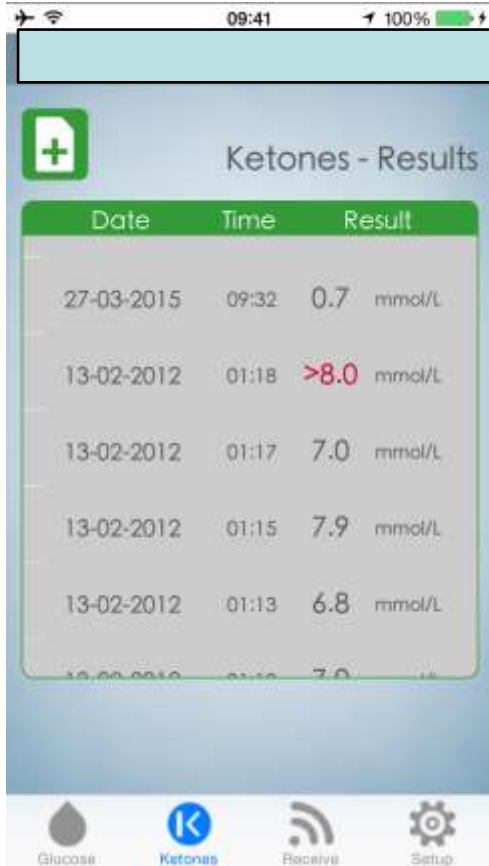 09:41 100%
Ketones - Results
Date Time Result
27-03-2015 09:32 0.7 mmol/L
13-02-2012 01:18 >8.0 mmol/L
13-02-2012 01:17 7.0 mmol/L
13-02-2012 01:15 7.9 mmol/L
13-02-2012 01:13 6.8 mmol/L
Glucose Ketones Receive Setup